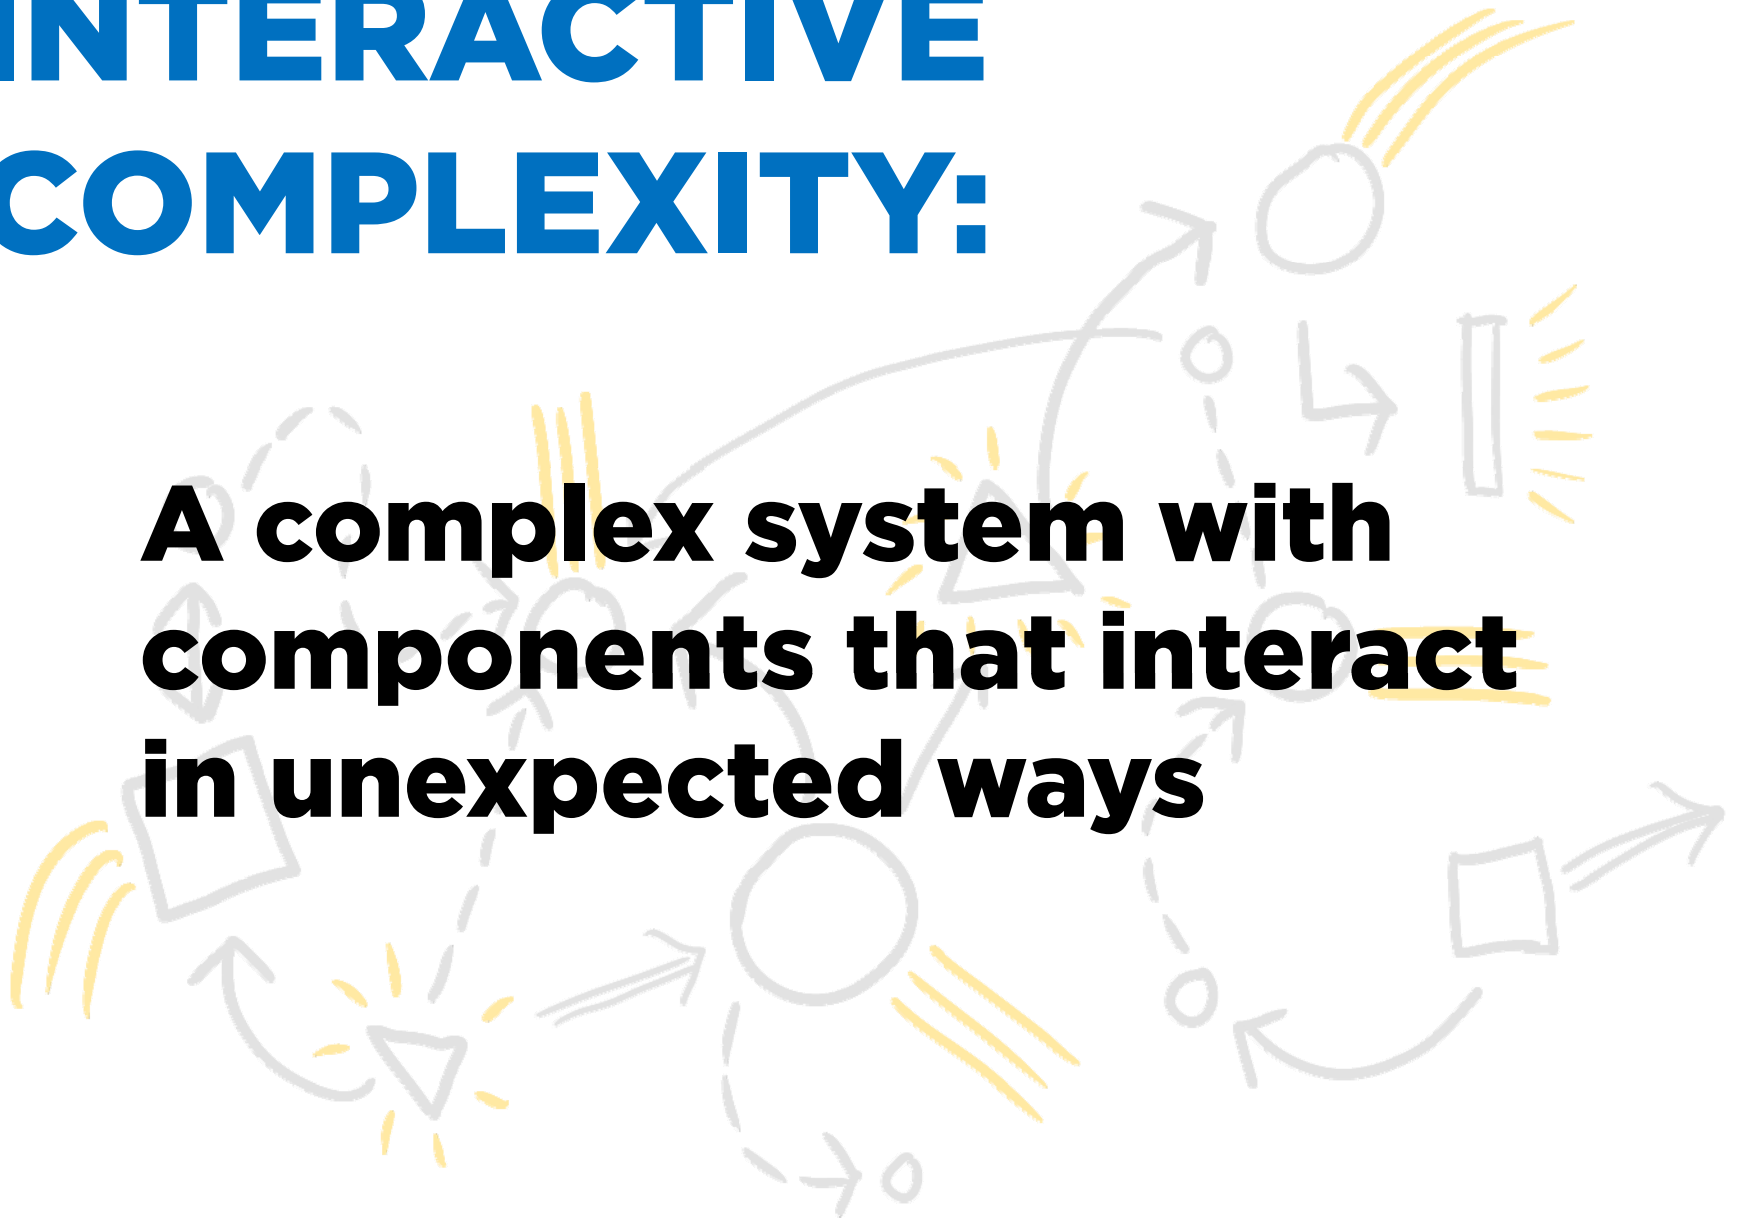 INTERACTIVE
COMPLEXITY:
A complex system with
components that interact
in unexpected ways